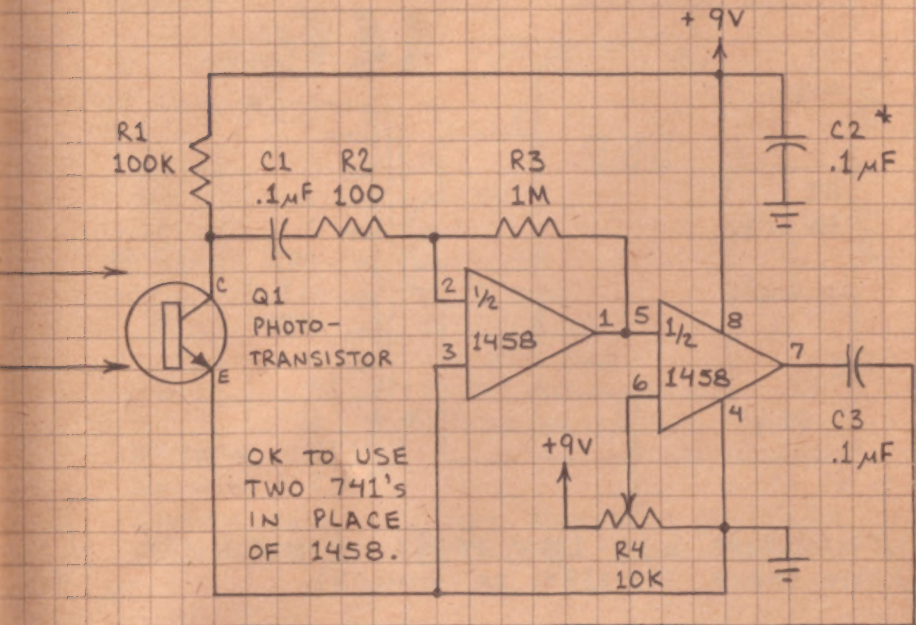 + 9V
R1
100K
C1
.1μF
R2
100
R3
1M
C2 *
.1μF
C
Q1
PHOTO-
TRANSISTOR
E
2
1/2
1458
3
1
5
1/2
1458
6
8
7
4
C3
.1μF
+9V
R4
10K
OK TO USE
TWO 741's
IN PLACE
OF 1458.